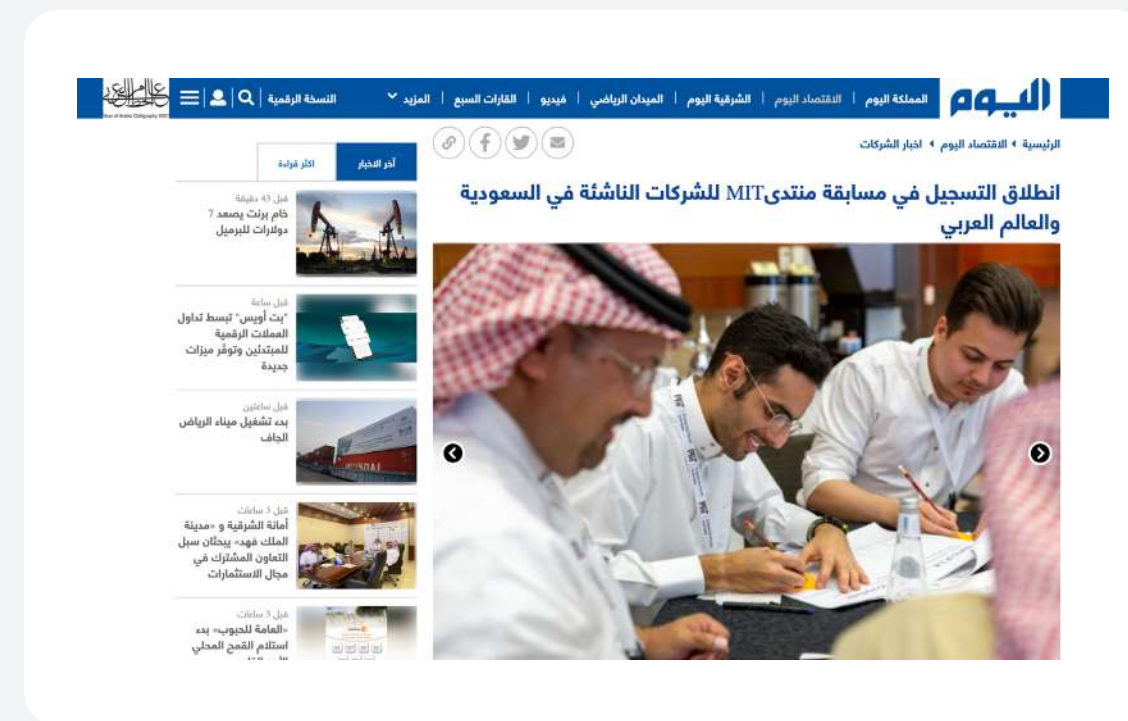 اليــوم
المملكة اليوم | الاقتصاد اليوم | الشرقية اليوم | الميدان الرياضي | فيديو | القارات السبع | المزيد
النسخة الرقمية
الرئيسية › الاقتصاد اليوم › اخبار الشركات
انطلاق التسجيل في مسابقة منتدىMIT للشركات الناشئة في السعودية
والعالم العربي
آخر الاخبار
اكثر قراءة
قبل 43 دقيقة
خام برنت يصعد 7
دولارات للبرميل
قبل ساعة
"بت أويس" تبسط تداول
العملات الرقمية
للمبتدئين وتوفّر ميزات
جديدة
قبل ساعتين
بدء تشغيل ميناء الرياض
الجاف
قبل 3 ساعات
أمانة الشرقية و «مدينة
الملك فهد» يبحثان سبل
التعاون المشترك في
مجال الاستثمارات
قبل 3 ساعات
«العامة للحبوب» بدء
استلام القمح المحلي